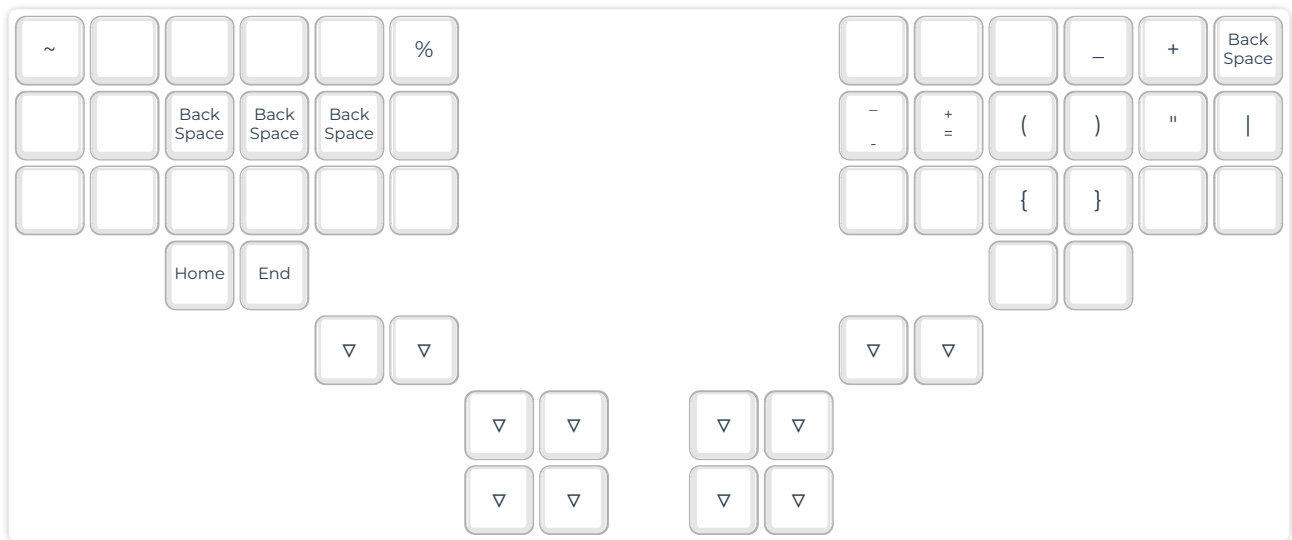 ~ % _ + Back Space
Back Space Back Space Back Space _ - + = ( ) " |
{ }
Home End
▽ ▽ ▽ ▽
▽ ▽ ▽ ▽
▽ ▽ ▽ ▽